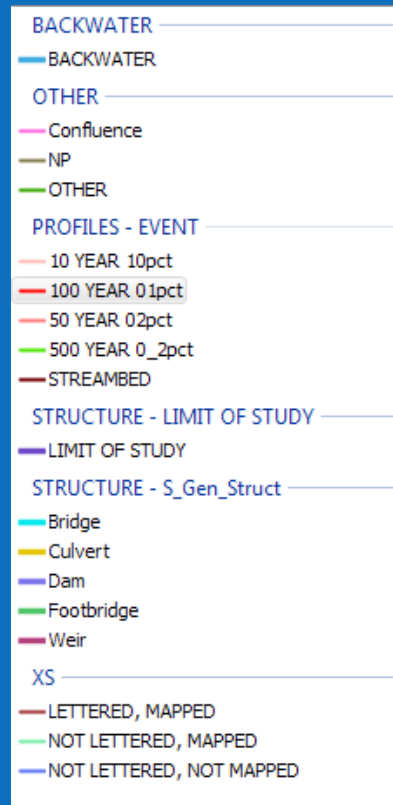 BACKWATER
BACKWATER
OTHER
Confluence
NP
OTHER
PROFILES - EVENT
10 YEAR 10pct
100 YEAR 01pct
50 YEAR 02pct
500 YEAR 0_2pct
STREAMBED
STRUCTURE - LIMIT OF STUDY
LIMIT OF STUDY
STRUCTURE - S_Gen_Struct
Bridge
Culvert
Dam
Footbridge
Weir
XS
LETTERED, MAPPED
NOT LETTERED, MAPPED
NOT LETTERED, NOT MAPPED